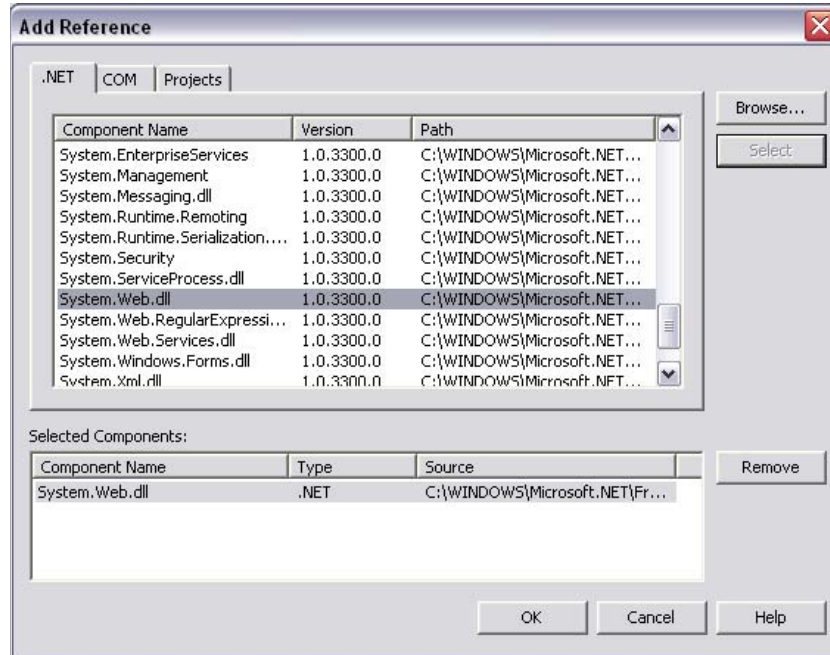 Add Reference
.NET COM Projects
Browse...
Component Name Version Path
Select
System.EnterpriseServices 1.0.3300.0 C:\WINDOWS\Microsoft.NET...
System.Management 1.0.3300.0 C:\WINDOWS\Microsoft.NET...
System.Messaging.dll 1.0.3300.0 C:\WINDOWS\Microsoft.NET...
System.Runtime.Remoting 1.0.3300.0 C:\WINDOWS\Microsoft.NET...
System.Runtime.Serialization.... 1.0.3300.0 C:\WINDOWS\Microsoft.NET...
System.Security 1.0.3300.0 C:\WINDOWS\Microsoft.NET...
System.ServiceProcess.dll 1.0.3300.0 C:\WINDOWS\Microsoft.NET...
System.Web.dll 1.0.3300.0 C:\WINDOWS\Microsoft.NET...
System.Web.RegularExpressi... 1.0.3300.0 C:\WINDOWS\Microsoft.NET...
System.Web.Services.dll 1.0.3300.0 C:\WINDOWS\Microsoft.NET...
System.Windows.Forms.dll 1.0.3300.0 C:\WINDOWS\Microsoft.NET...
System.Xml.dll 1.0.3300.0 C:\WINDOWS\Microsoft.NET...
Selected Components:
Component Name Type Source
Remove
System.Web.dll .NET C:\WINDOWS\Microsoft.NET\Fr...
OK Cancel Help